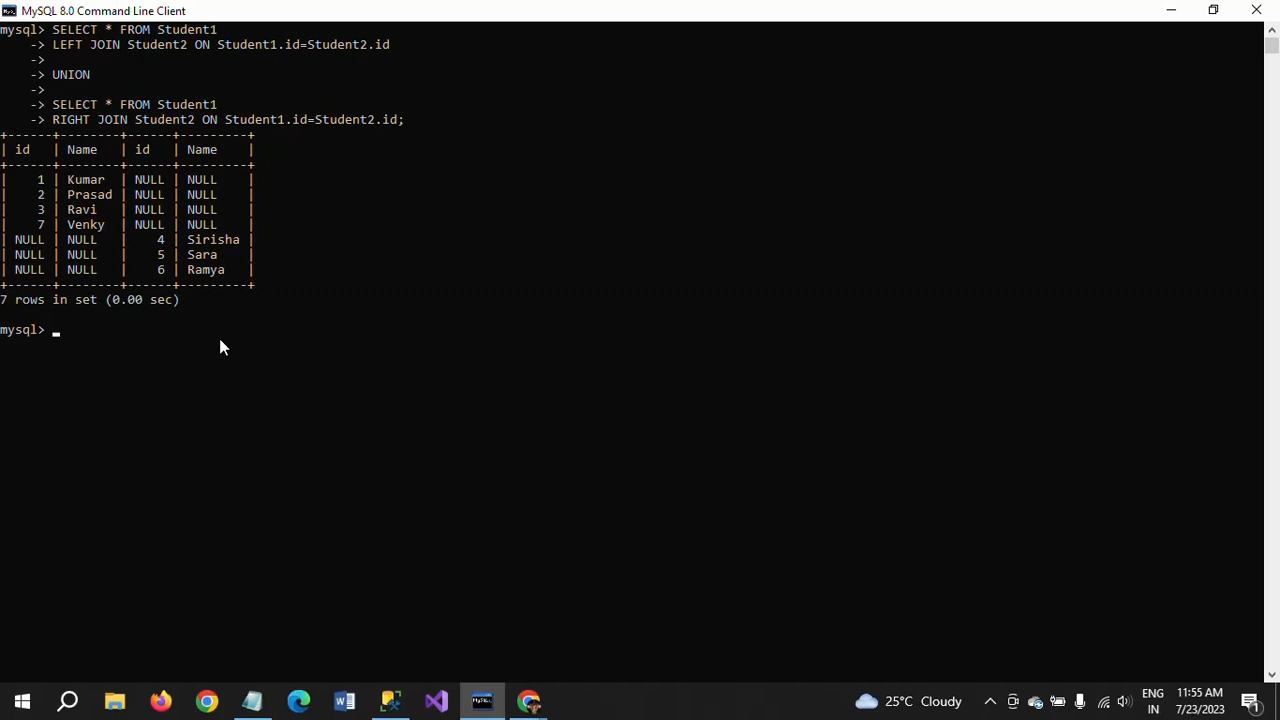 MySQL 8.0 Command Line Client
mysql> SELECT * FROM Student1
    -> LEFT JOIN Student2 ON Student1.id=Student2.id
    ->
    -> UNION
    ->
    -> SELECT * FROM Student1
    -> RIGHT JOIN Student2 ON Student1.id=Student2.id;
+------+--------+------+---------+
| id   | Name   | id   | Name    |
+------+--------+------+---------+
|    1 | Kumar  | NULL | NULL    |
|    2 | Prasad | NULL | NULL    |
|    3 | Ravi   | NULL | NULL    |
|    7 | Venky  | NULL | NULL    |
| NULL | NULL   |    4 | Sirisha |
| NULL | NULL   |    5 | Sara    |
| NULL | NULL   |    6 | Ramya   |
+------+--------+------+---------+
7 rows in set (0.00 sec)
mysql>
25°C Cloudy
ENG
IN
11:55 AM
7/23/2023
1